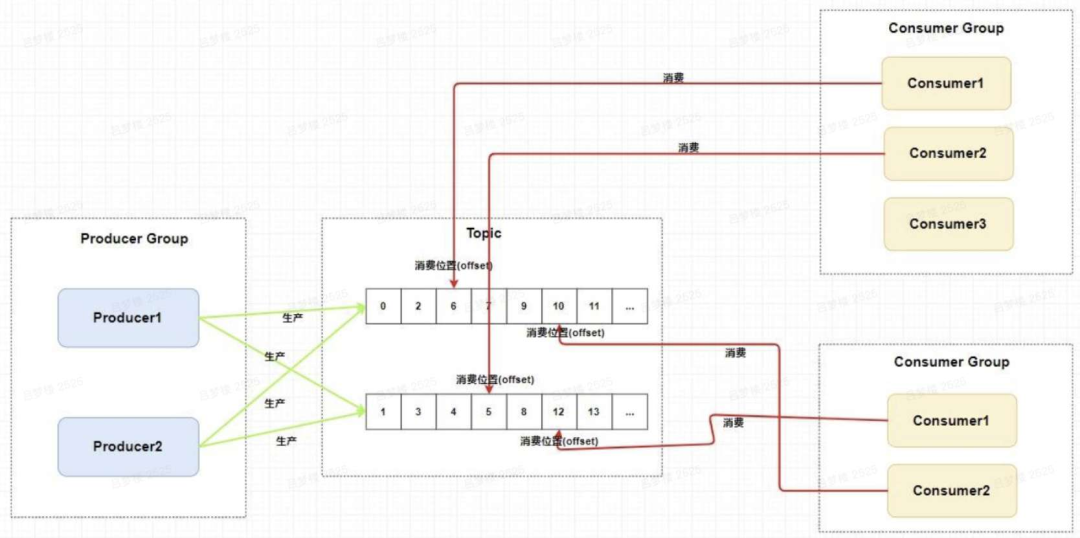 Consumer Group
Consumer1
消费
Consumer2
消费
Consumer3
Producer Group
Producer1
Producer2
生产
生产
生产
生产
Topic
消费位置(offset)
0 2 6 7 9 10 11 ...
消费位置(offset)
消费位置(offset)
1 3 4 5 8 12 13 ...
消费位置(offset)
消费
消费
Consumer Group
Consumer1
Consumer2